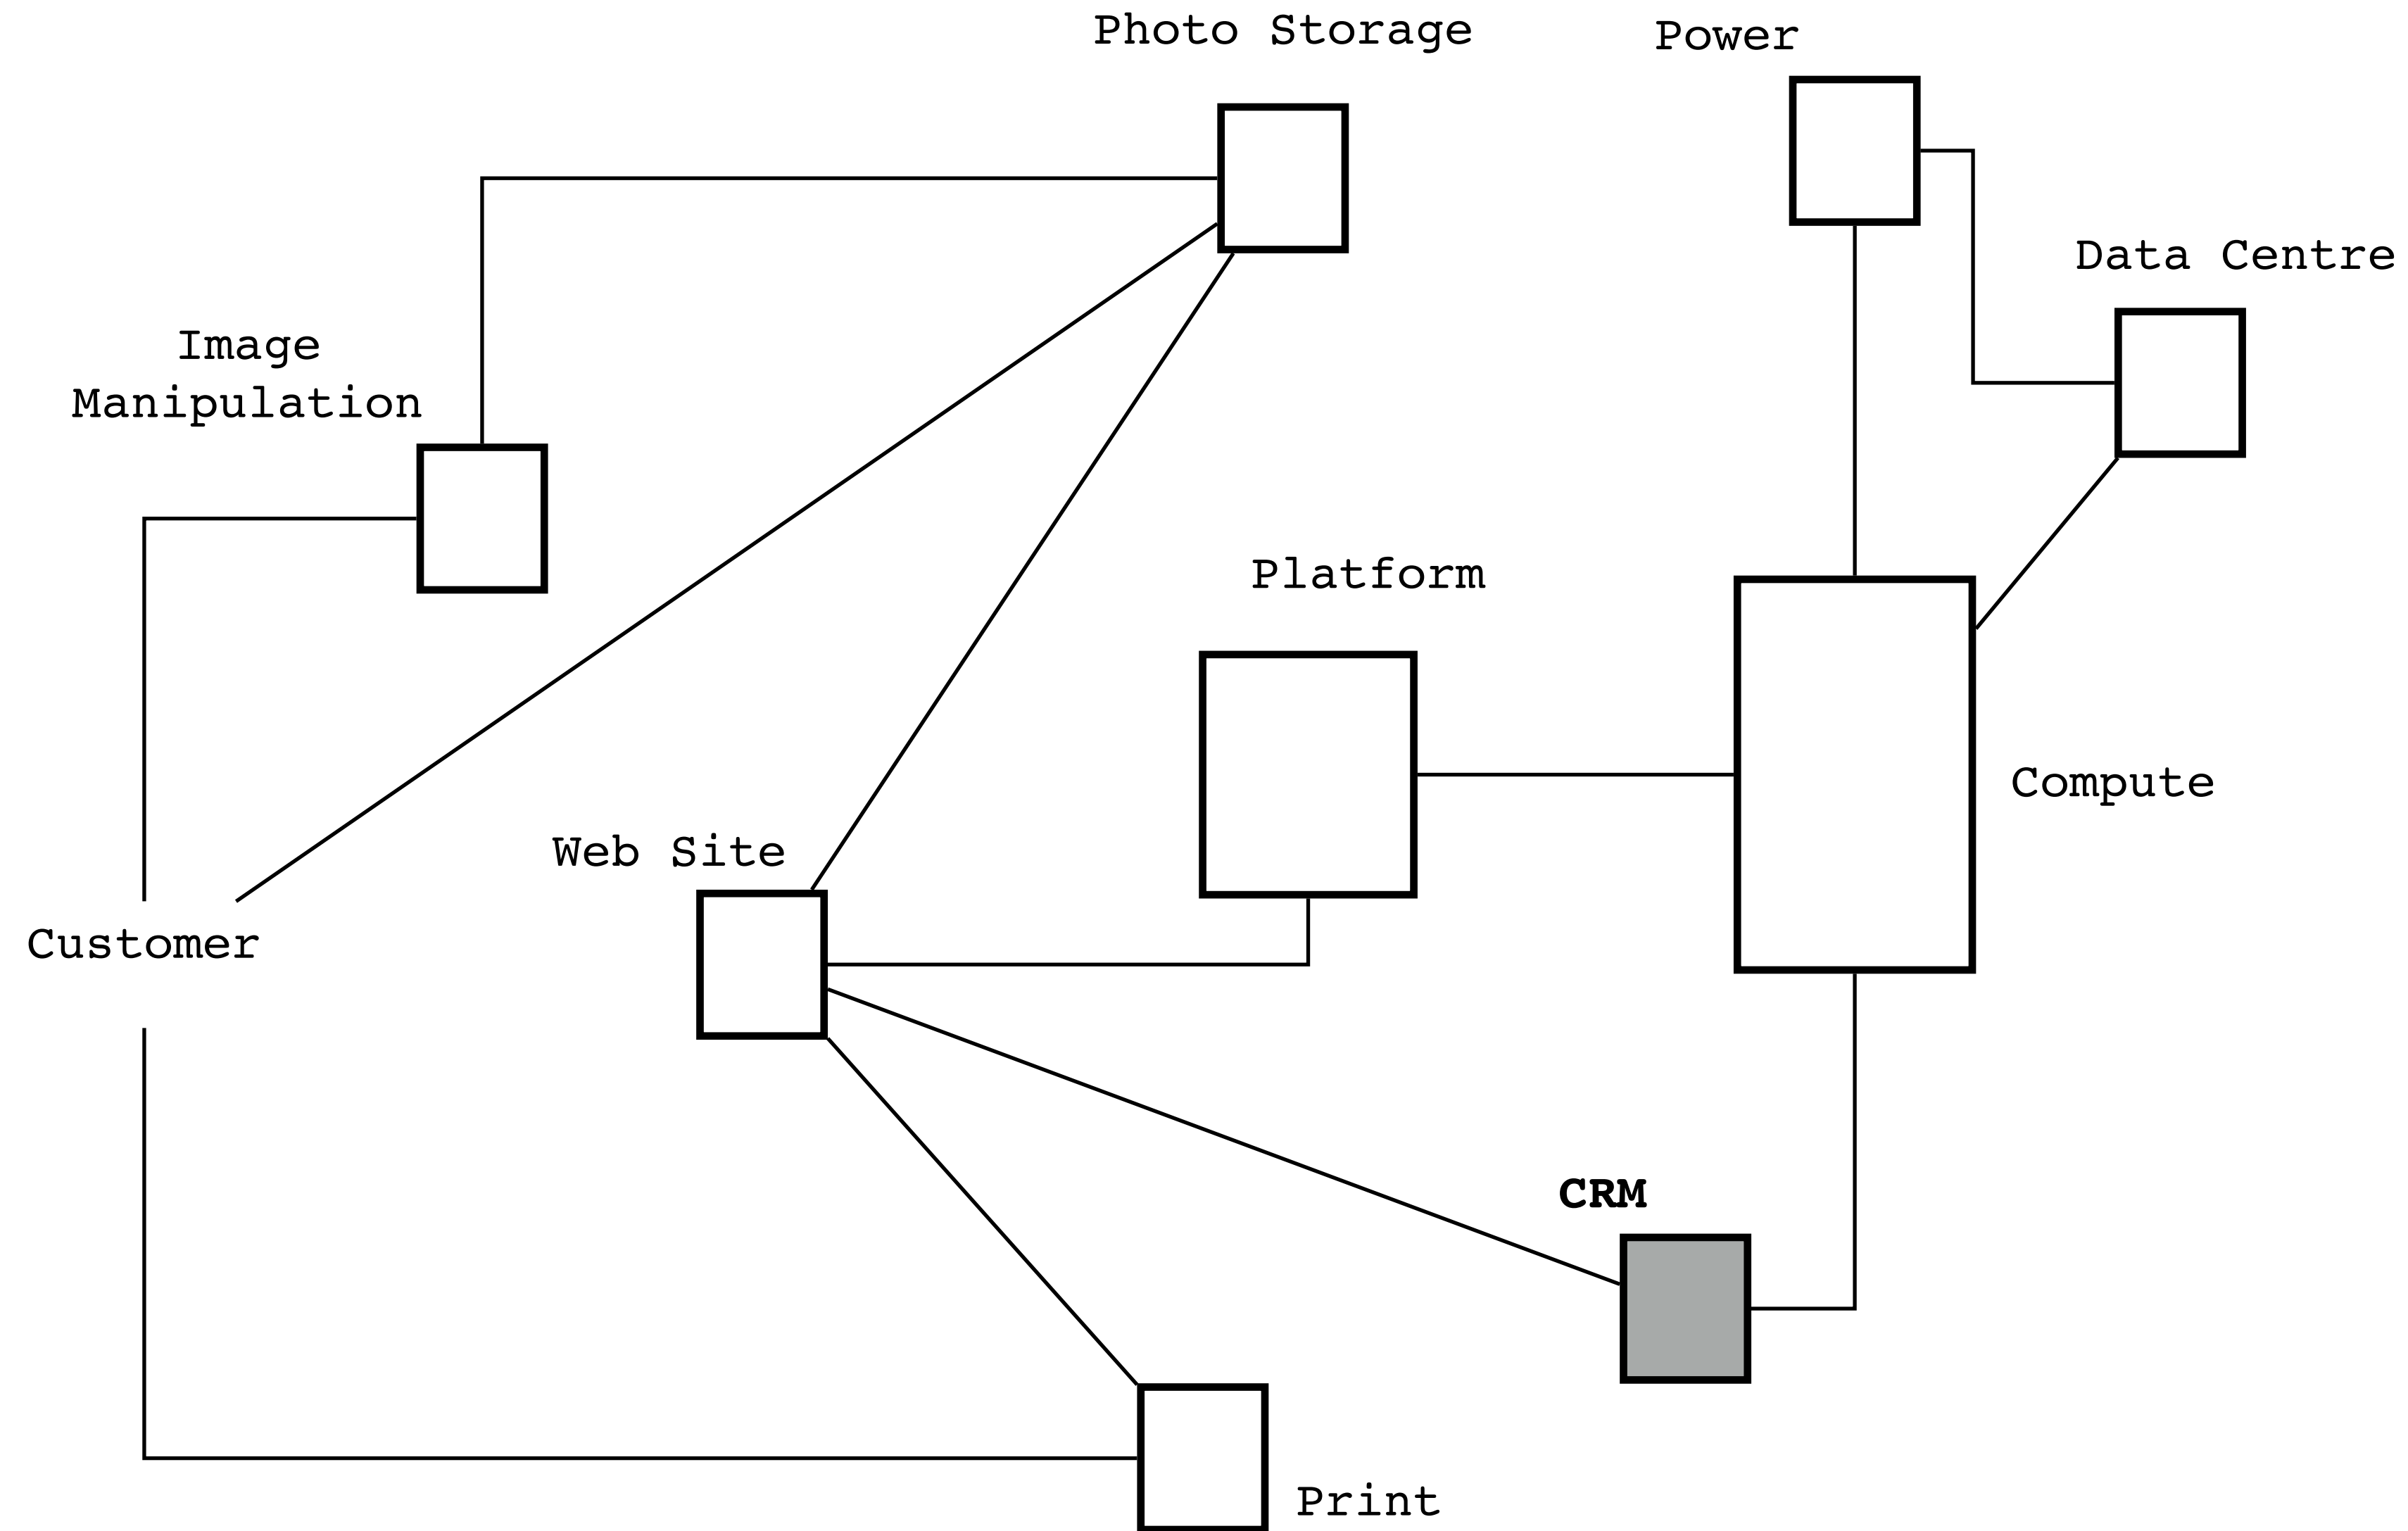 Photo Storage
Power
Data Centre
Image
Manipulation
Platform
Compute
Web Site
Customer
CRM
Print